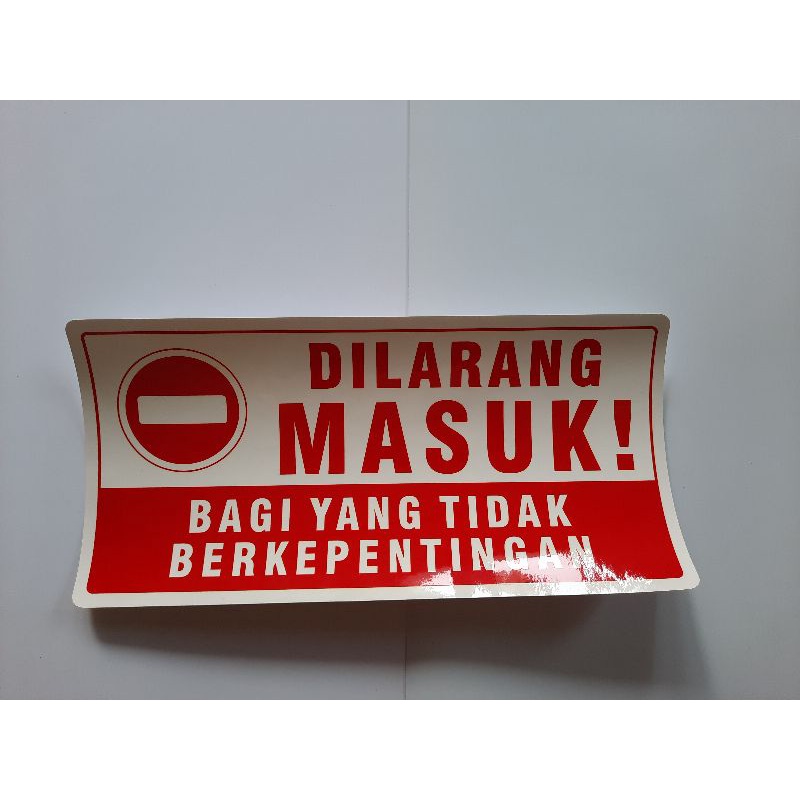 DILARANG
MASUK!
BAGI YANG TIDAK
BERKEPENTINGAN